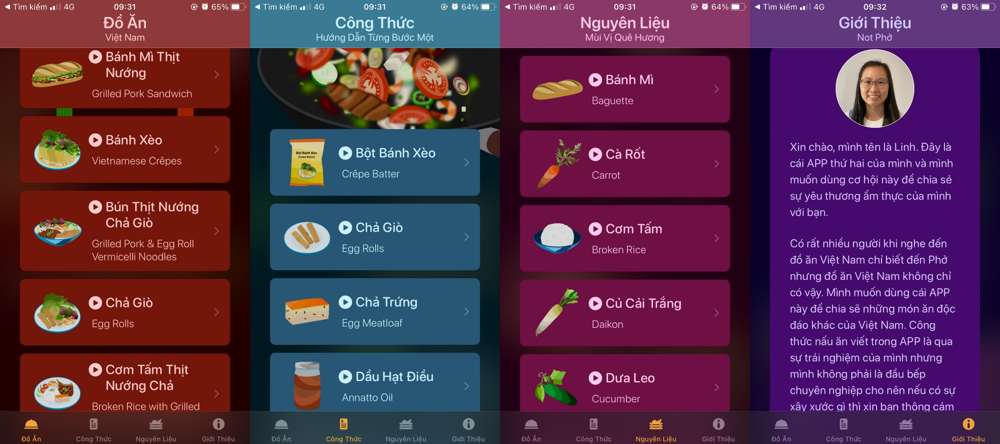 Tìm kiếm 4G 09:31 65%
Đồ Ăn
Việt Nam
Bánh Mì Thịt
Nướng
Grilled Pork Sandwich
Bánh Xèo
Vietnamese Crêpes
Bún Thịt Nướng
Chả Giò
Grilled Pork & Egg Roll
Vermicelli Noodles
Chả Giò
Egg Rolls
Cơm Tấm Thịt
Nướng Chả
Broken Rice with Grilled
Đồ Ăn Công Thức Nguyên Liệu Giới Thiệu
Tìm kiếm 4G 09:31 64%
Công Thức
Hướng Dẫn Từng Bước Một
Bột Bánh Xèo
(Crepe Batter)
Bột Bánh Xèo
Crêpe Batter
Chả Giò
Egg Rolls
Chả Trứng
Egg Meatloaf
Dầu Hạt Điều
Annatto Oil
Đồ Ăn Công Thức Nguyên Liệu Giới Thiệu
Tìm kiếm 4G 09:31 64%
Nguyên Liệu
Mùi Vị Quê Hương
Bánh Mì
Baguette
Cà Rốt
Carrot
Cơm Tấm
Broken Rice
Củ Cải Trắng
Daikon
Dưa Leo
Cucumber
Đồ Ăn Công Thức Nguyên Liệu Giới Thiệu
Tìm kiếm 4G 09:32 63%
Giới Thiệu
Not Phở
Xin chào, mình tên là Linh. Đây là
cái APP thứ hai của mình và mình
muốn dùng cơ hội này để chia sẻ
sự yêu thương ẩm thực của mình
với bạn.
Có rất nhiều người khi nghe đến
đồ ăn Việt Nam chỉ biết đến Phở
nhưng đồ ăn Việt Nam không chỉ
có vậy. Mình muốn dùng cái APP
này để chia sẽ những món ăn độc
đáo khác của Việt Nam. Công
thức nấu ăn viết trong APP là qua
sự trải nghiệm của mình nhưng
mình không phải là đầu bếp
chuyên nghiệp cho nên nếu có sự
xây xước gì thì xin bạn thông cảm
Đồ Ăn Công Thức Nguyên Liệu Giới Thiệu